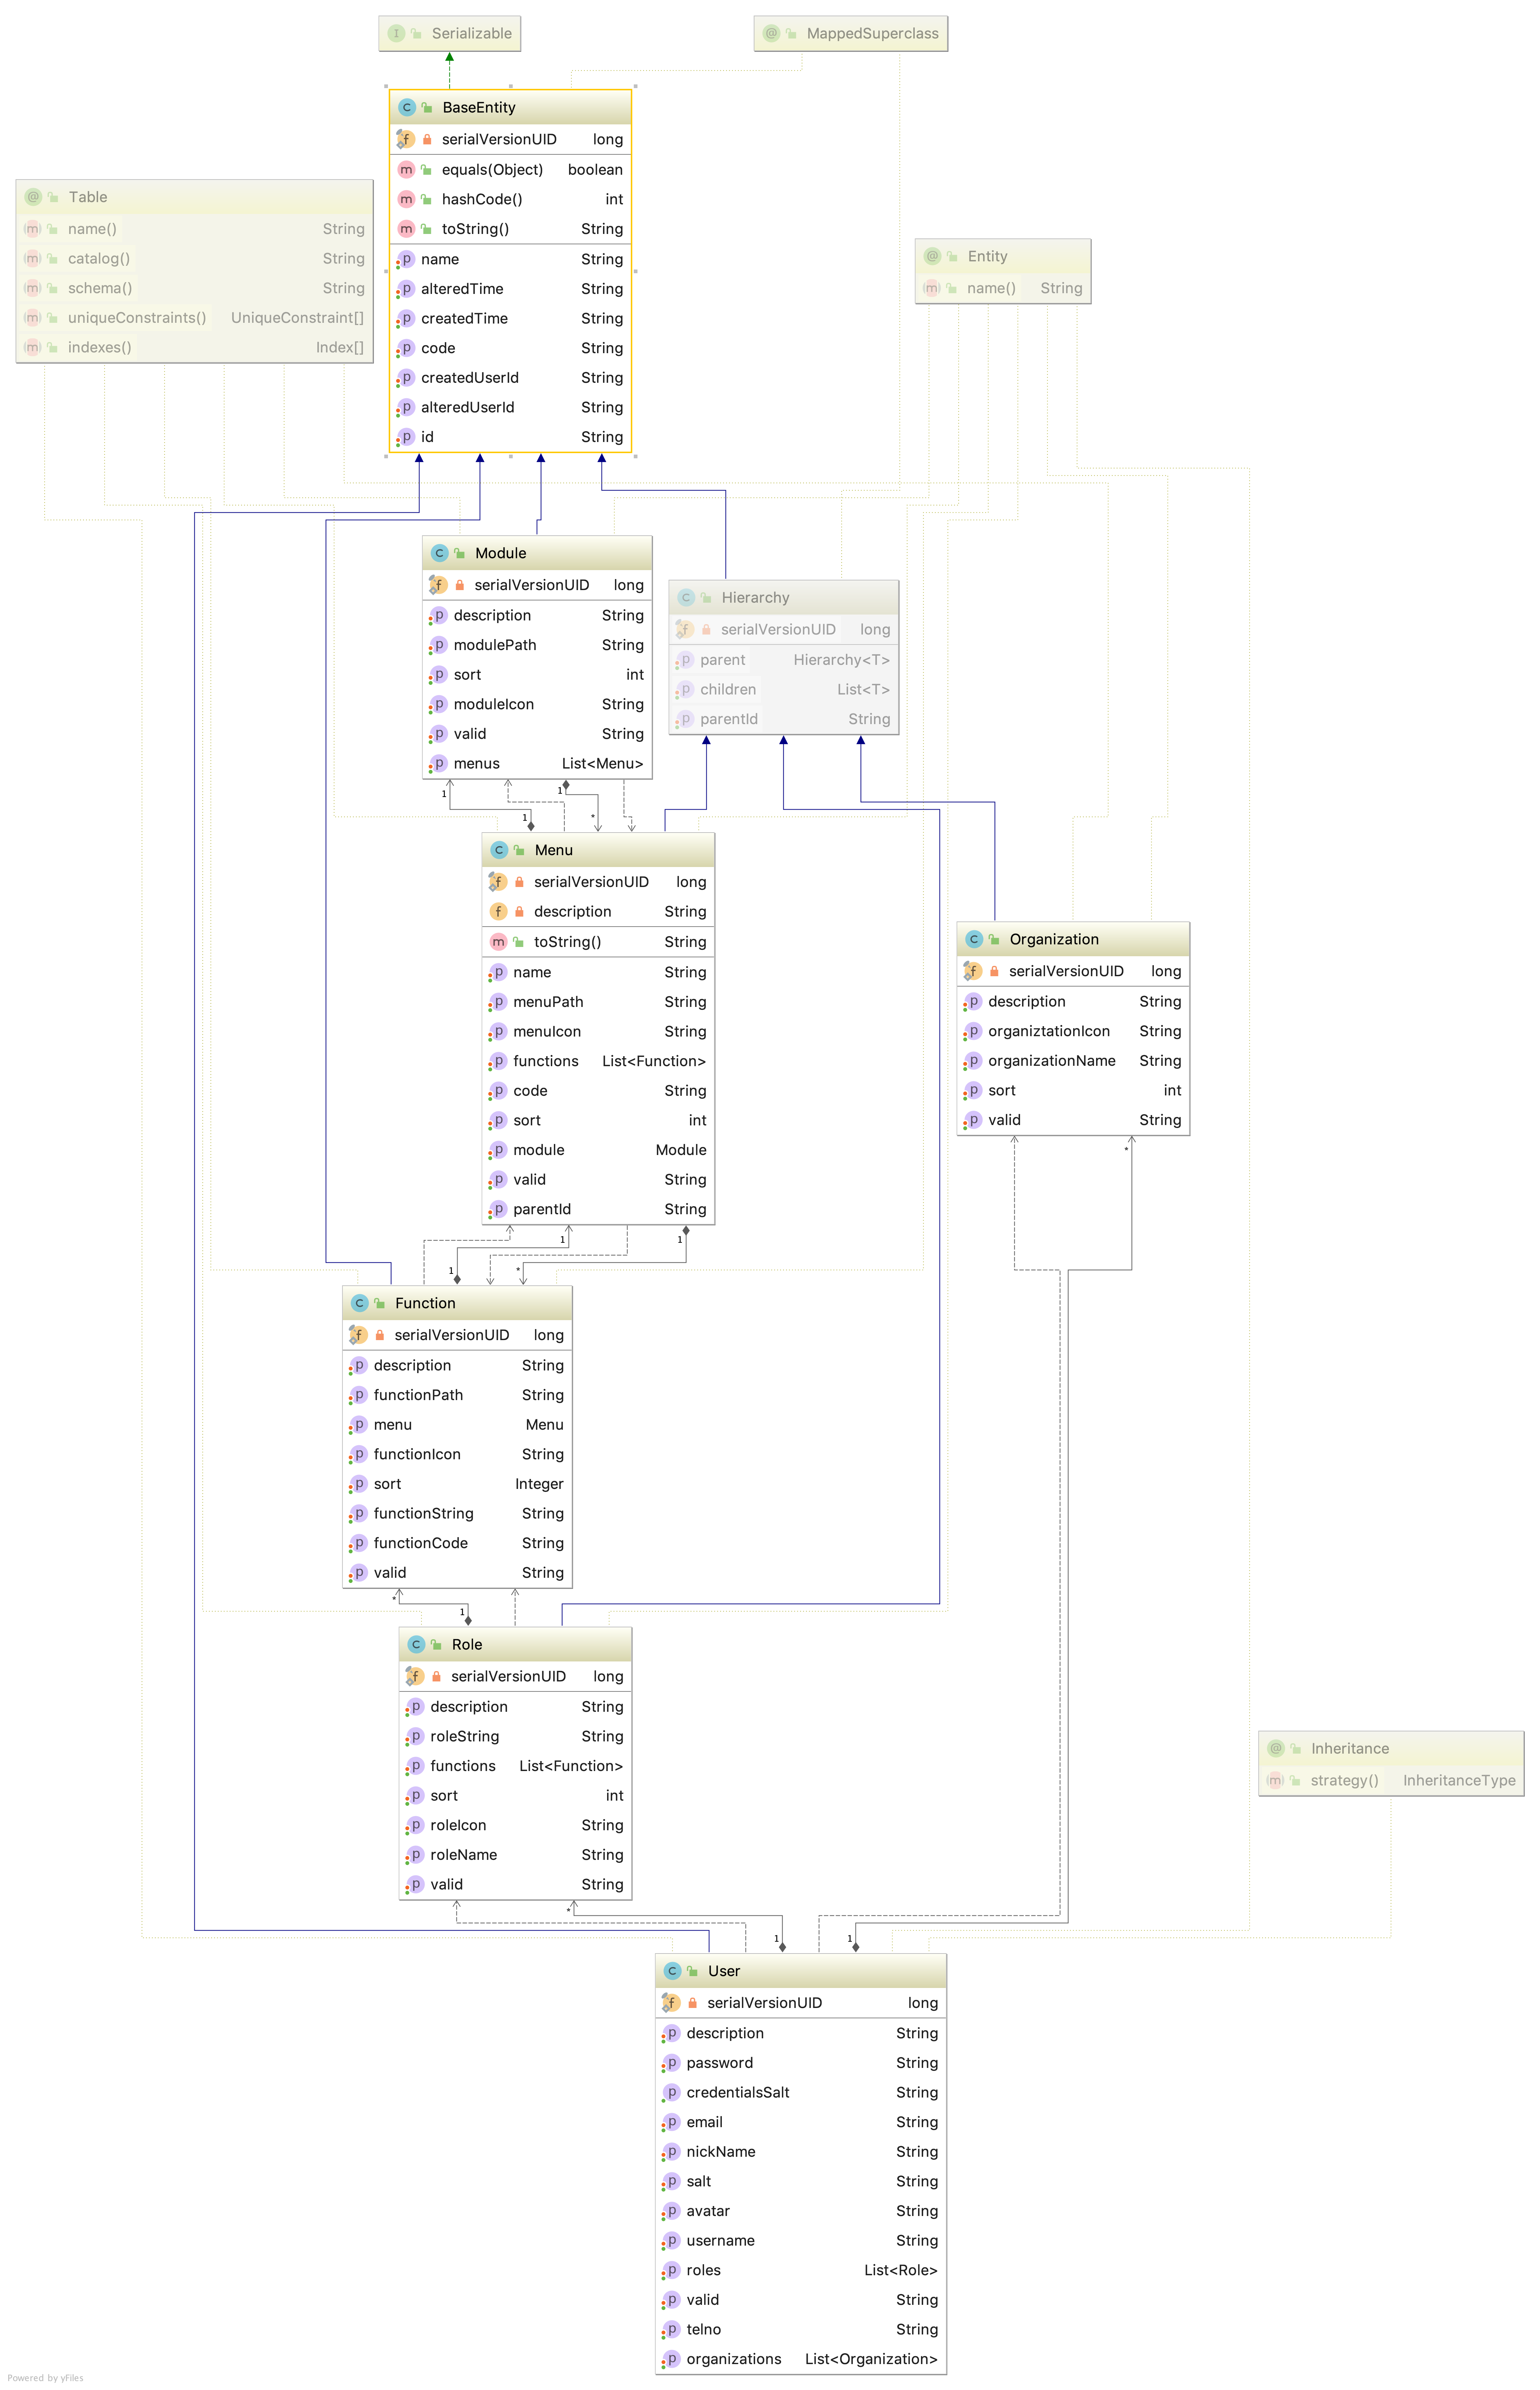 Serializable
MappedSuperclass
BaseEntity
serialVersionUID long
equals(Object) boolean
hashCode() int
toString() String
name String
alteredTime String
createdTime String
code String
createdUserId String
alteredUserId String
id String
Table
name() String
catalog() String
schema() String
uniqueConstraints() UniqueConstraint[]
indexes() Index[]
Entity
name() String
Module
serialVersionUID long
description String
modulePath String
sort int
moduleIcon String
valid String
menus List<Menu>
Hierarchy
serialVersionUID long
parent Hierarchy<T>
children List<T>
parentId String
1
1
1
*
Menu
serialVersionUID long
description String
toString() String
name String
menuPath String
menuIcon String
functions List<Function>
code String
sort int
module Module
valid String
parentId String
Organization
serialVersionUID long
description String
organiztationIcon String
organizationName String
sort int
valid String
*
1
1
1
*
Function
serialVersionUID long
description String
functionPath String
menu Menu
functionIcon String
sort Integer
functionString String
functionCode String
valid String
*
1
Role
serialVersionUID long
description String
roleString String
functions List<Function>
sort int
roleIcon String
roleName String
valid String
Inheritance
strategy() InheritanceType
*
1
1
User
serialVersionUID long
description String
password String
credentialsSalt String
email String
nickName String
salt String
avatar String
username String
roles List<Role>
valid String
telno String
organizations List<Organization>
Powered by yFiles